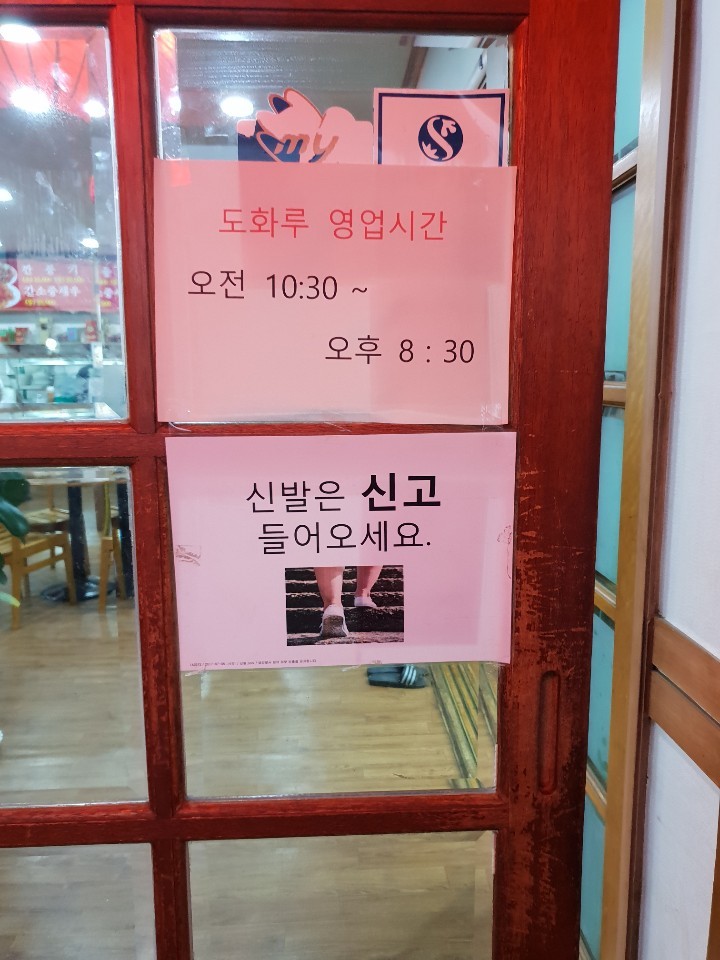 my
도화루 영업시간
오전 10:30 ~
오후 8 : 30
신발은 신고
들어오세요.